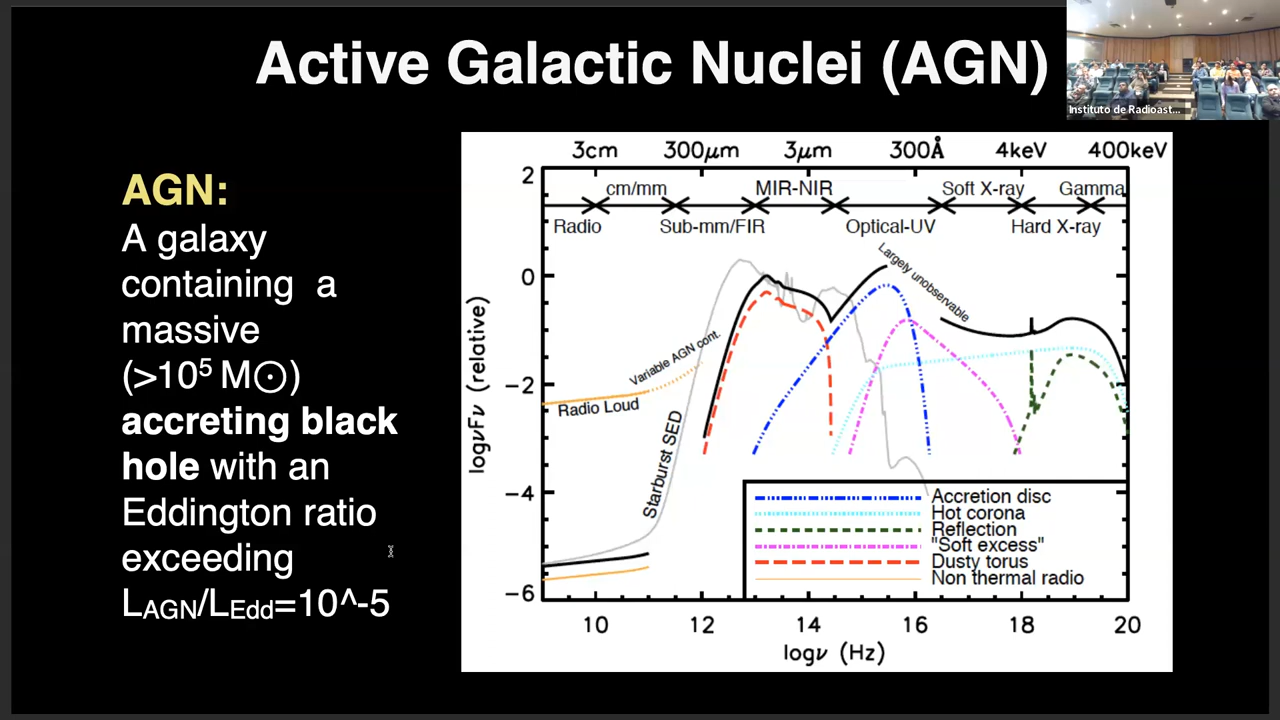 Active Galactic Nuclei (AGN)
Instituto de Radioast...
AGN:
A galaxy
containing a
massive
(>10⁵ M⊙)
accreting black
hole with an
Eddington ratio
exceeding
LAGN/LEdd=10^-5
3cm 300μm 3μm 300Å 4keV 400keV
cm/mm MIR-NIR Soft X-ray Gamma
Radio Sub-mm/FIR Optical-UV Hard X-ray
Largely unobservable
Variable AGN cont.
Radio Loud
Starburst SED
logνFν (relative)
2
0
−2
−4
−6
Accretion disc
Hot corona
Reflection
"Soft excess"
Dusty torus
Non thermal radio
10 12 14 16 18 20
logν (Hz)